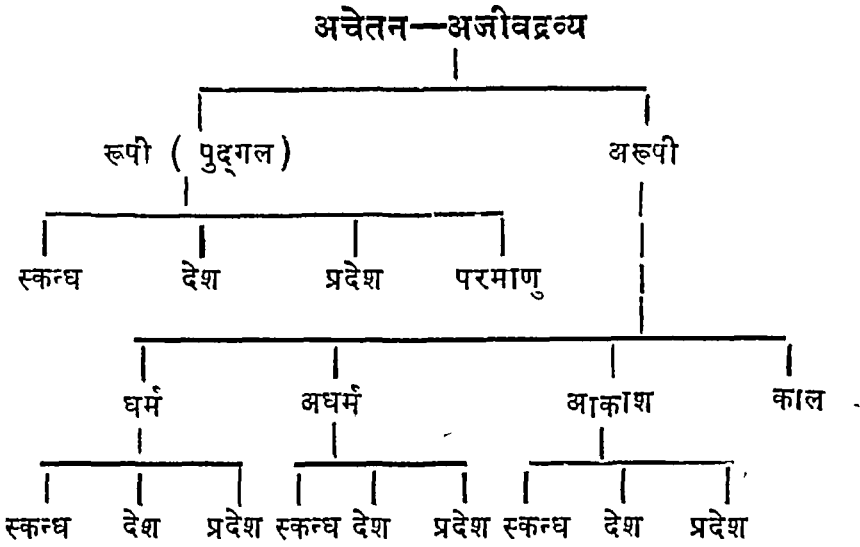 अचेतन—अजीवद्रव्य
रूपी ( पुद्गल ) अरूपी
स्कन्ध देश प्रदेश परमाणु
धर्म अधर्म आकाश काल
स्कन्ध देश प्रदेश स्कन्ध देश प्रदेश स्कन्ध देश प्रदेश